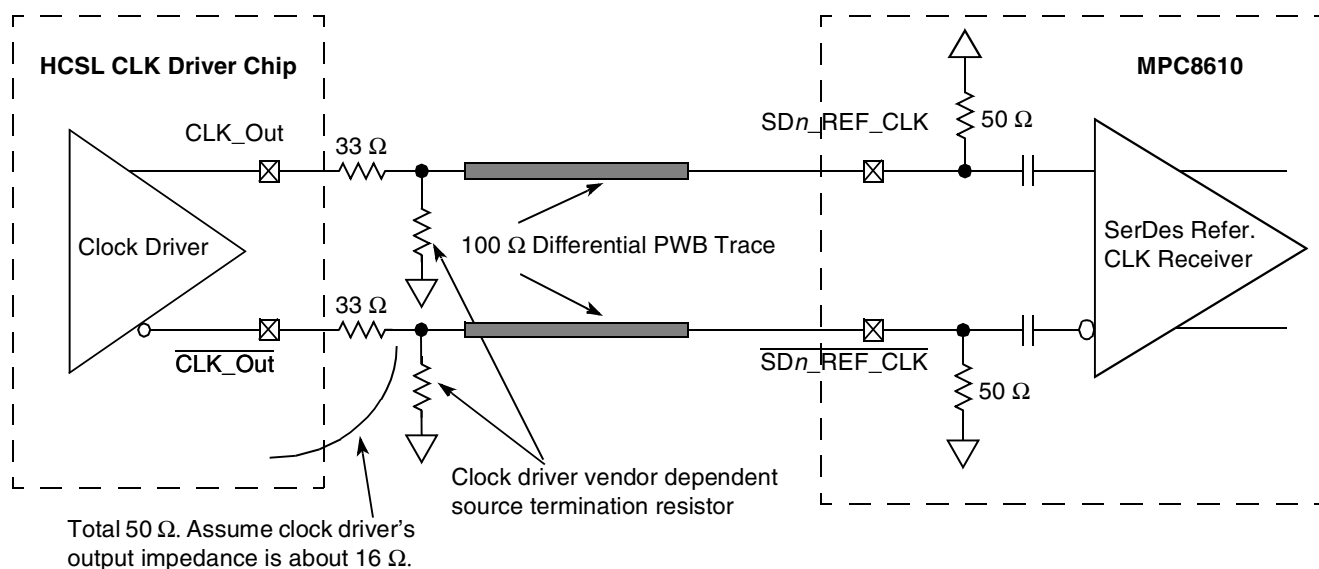 HCSL CLK Driver Chip
MPC8610
CLK_Out
33 Ω
SDn_REF_CLK
50 Ω
Clock Driver
100 Ω Differential PWB Trace
SerDes Refer.
CLK Receiver
33 Ω
CLK_Out
SDn_REF_CLK
50 Ω
Clock driver vendor dependent
source termination resistor
Total 50 Ω. Assume clock driver's
output impedance is about 16 Ω.